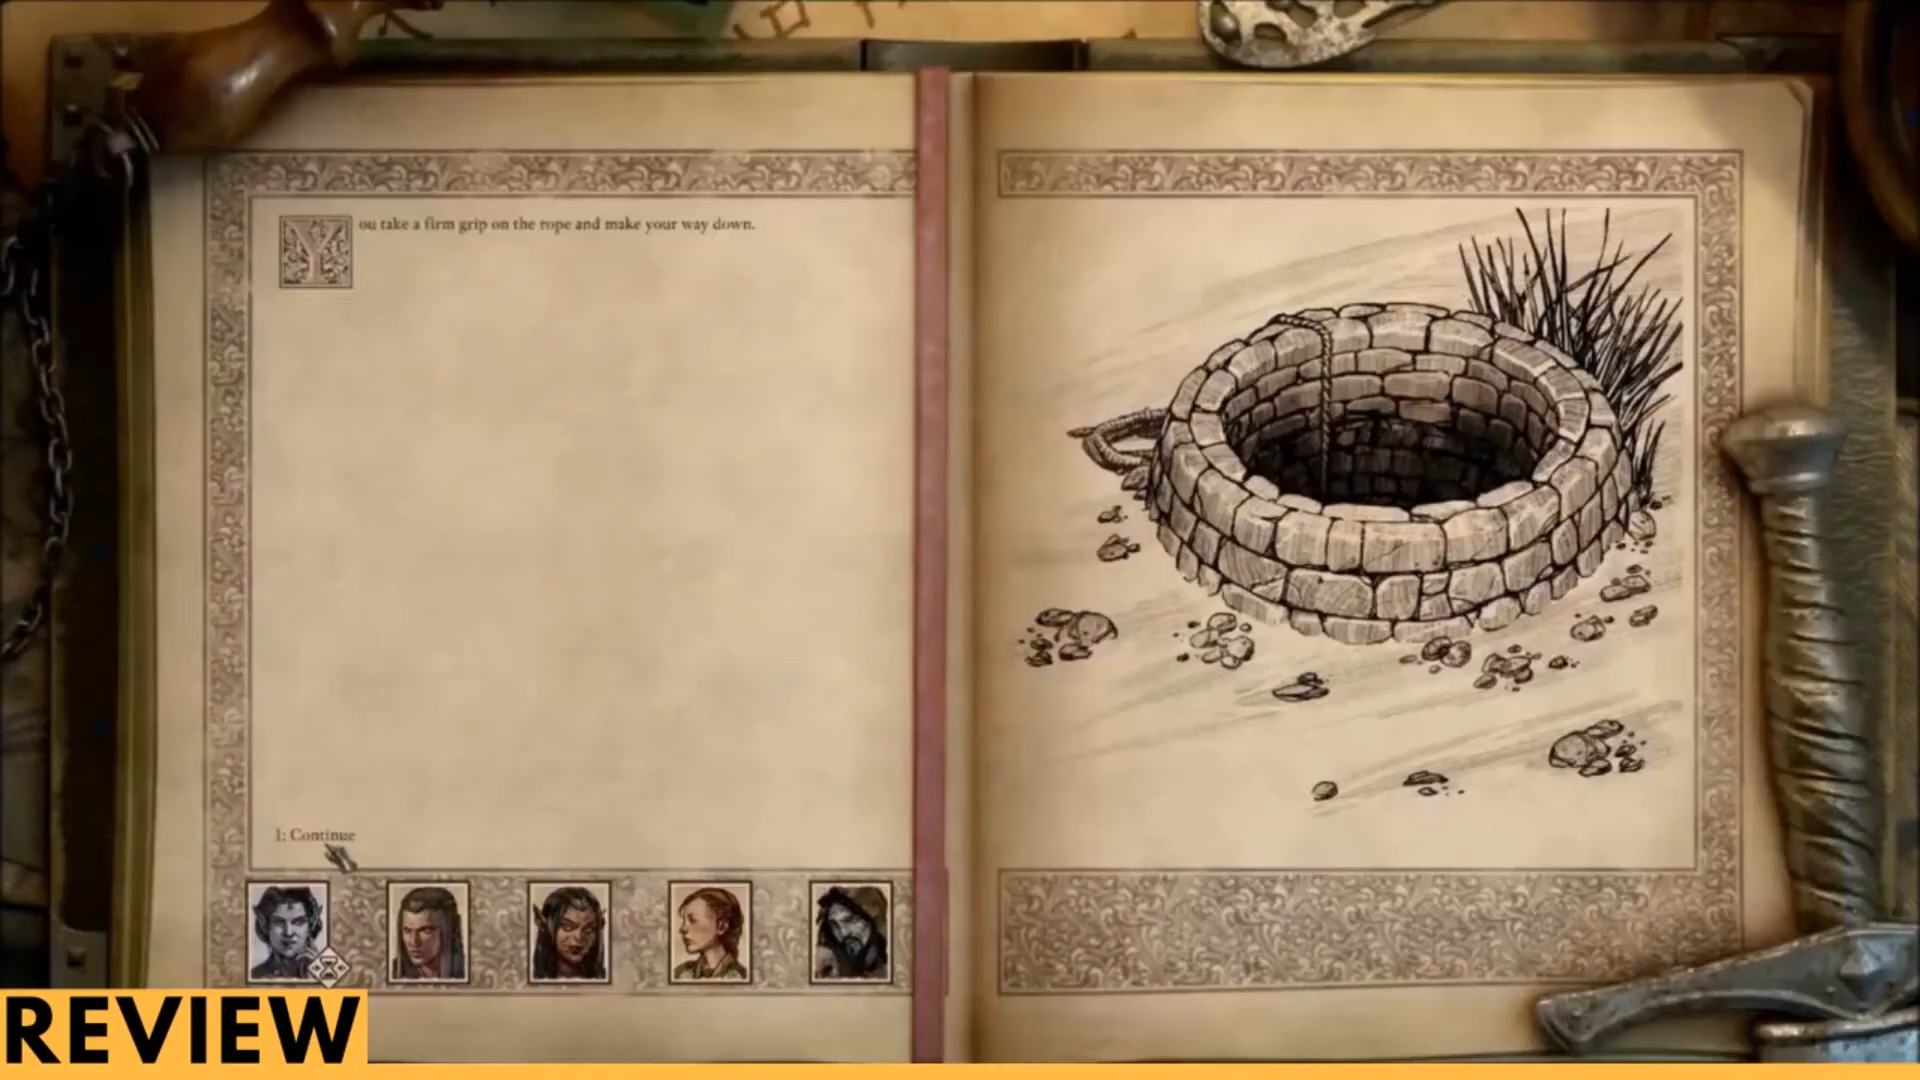 You take a firm grip on the rope and make your way down.
1: Continue
REVIEW